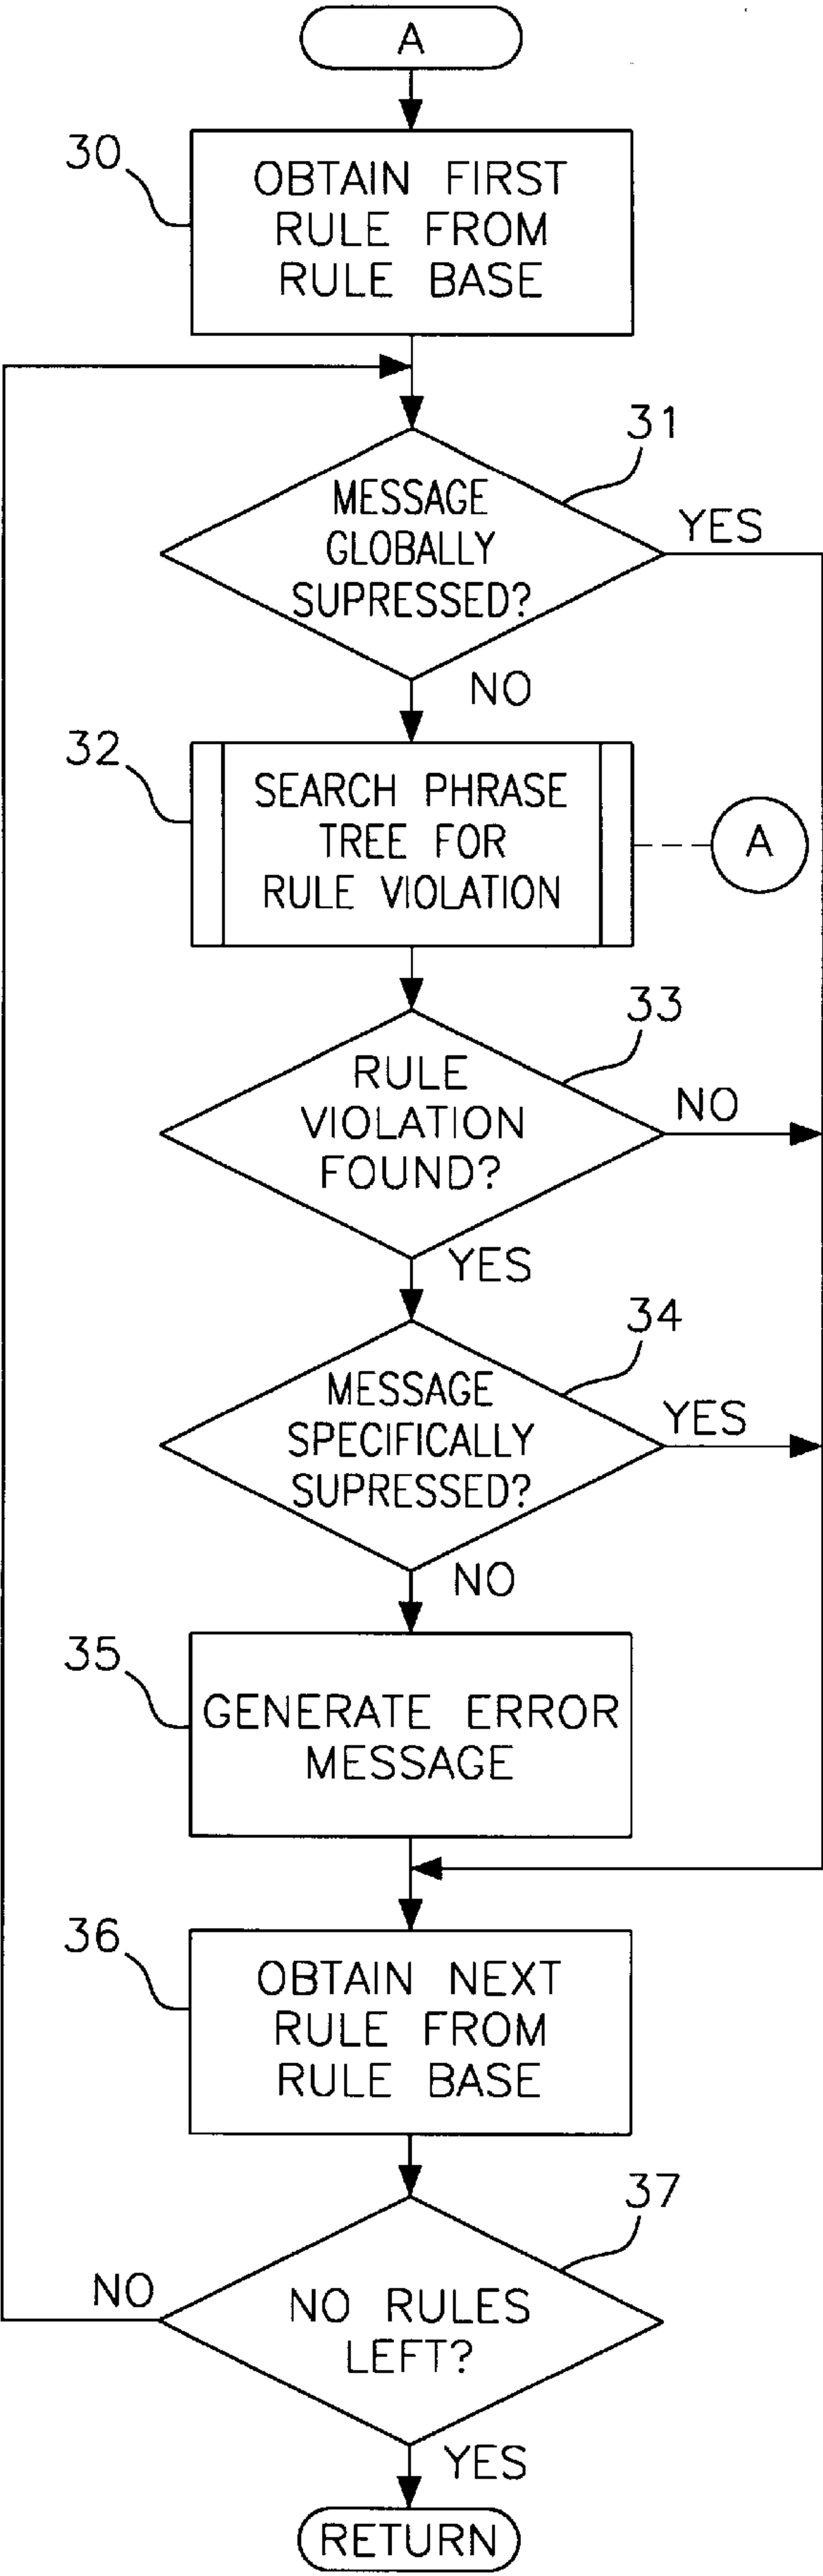 A
30
OBTAIN FIRST
RULE FROM
RULE BASE
31
MESSAGE
GLOBALLY
SUPRESSED?
YES
NO
32
SEARCH PHRASE
TREE FOR
RULE VIOLATION
A
33
RULE
VIOLATION
FOUND?
NO
YES
34
MESSAGE
SPECIFICALLY
SUPRESSED?
YES
NO
35
GENERATE ERROR
MESSAGE
36
OBTAIN NEXT
RULE FROM
RULE BASE
37
NO
NO RULES
LEFT?
YES
RETURN